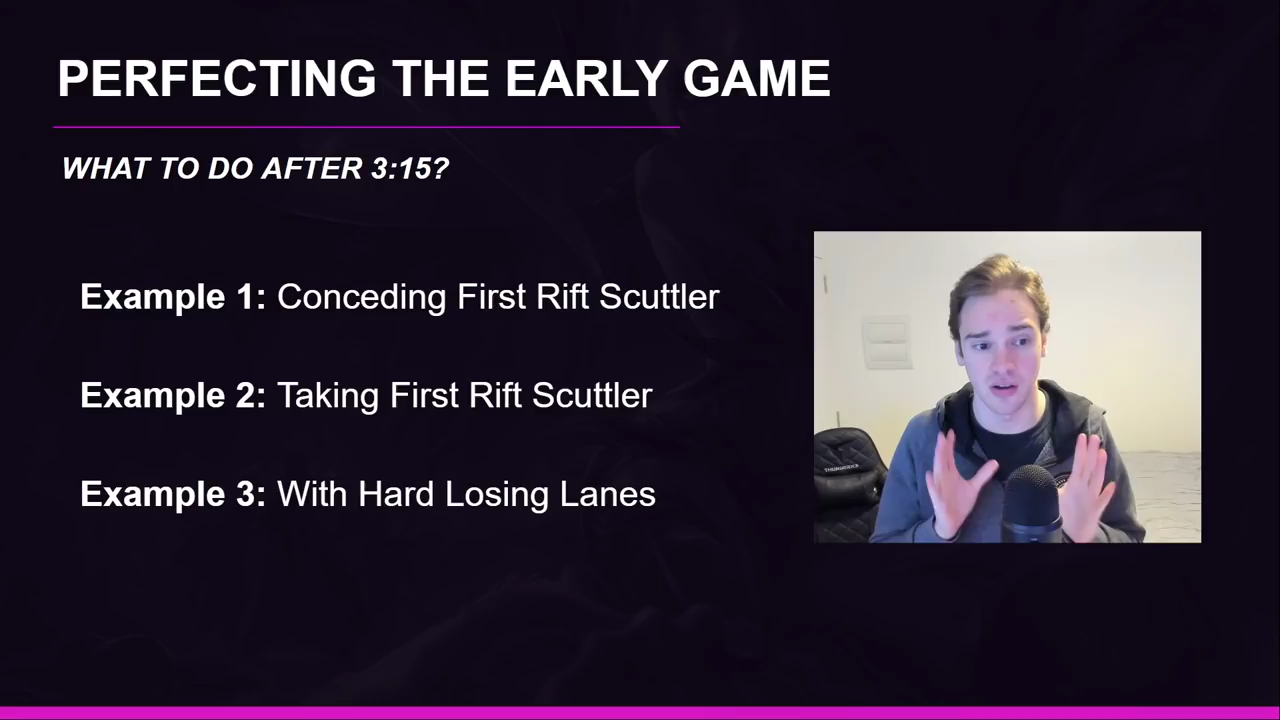 PERFECTING THE EARLY GAME
WHAT TO DO AFTER 3:15?
Example 1: Conceding First Rift Scuttler
Example 2: Taking First Rift Scuttler
Example 3: With Hard Losing Lanes